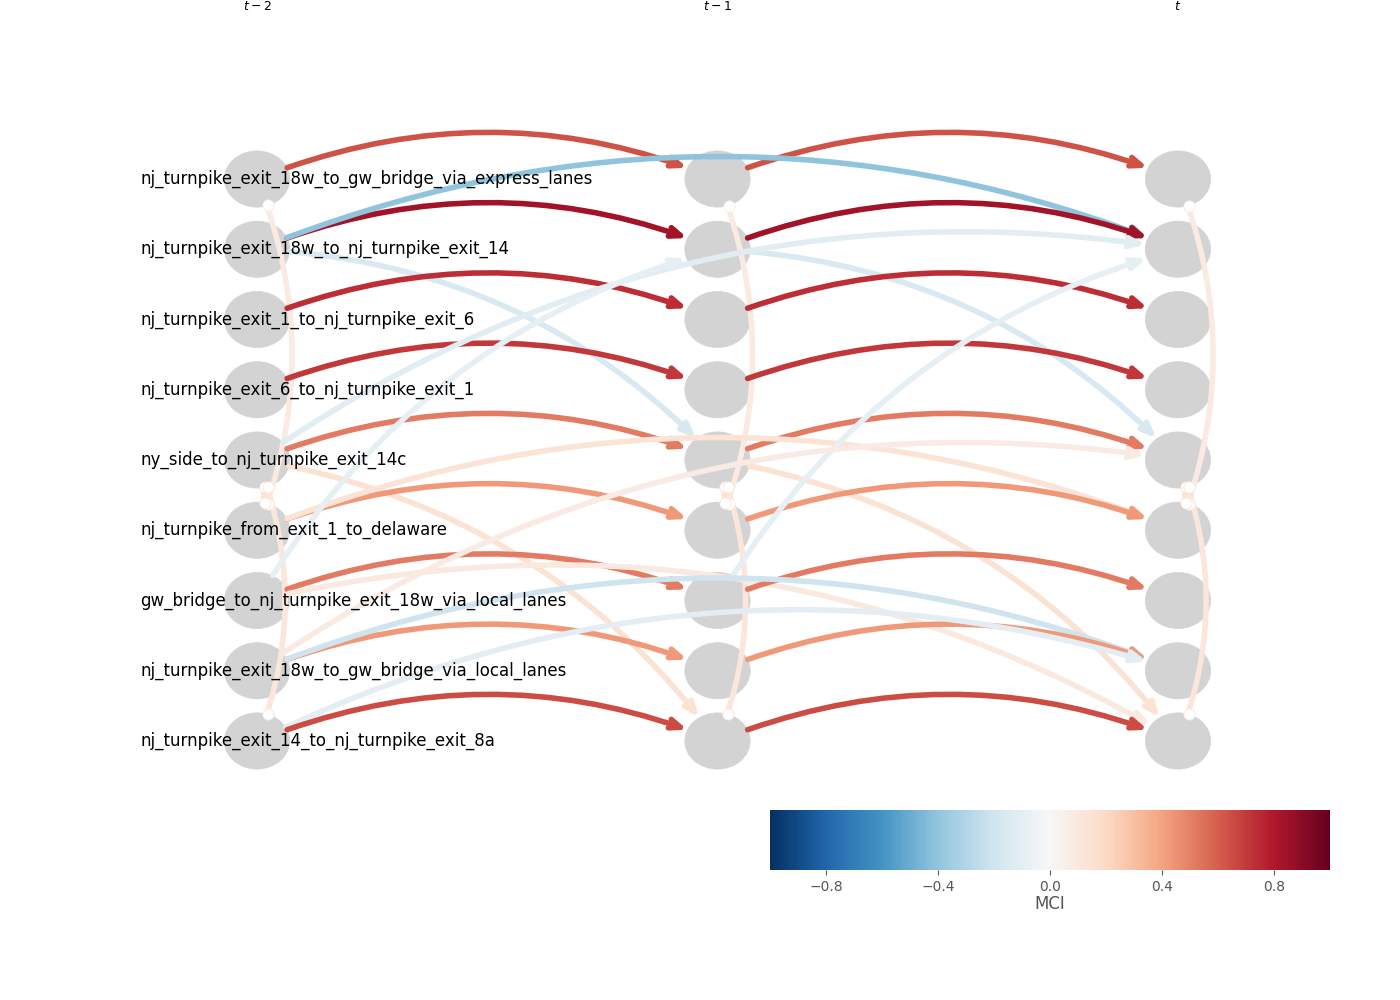 t − 2 t − 1 t
nj_turnpike_exit_18w_to_gw_bridge_via_express_lanes
nj_turnpike_exit_18w_to_nj_turnpike_exit_14
nj_turnpike_exit_1_to_nj_turnpike_exit_6
nj_turnpike_exit_6_to_nj_turnpike_exit_1
ny_side_to_nj_turnpike_exit_14c
nj_turnpike_from_exit_1_to_delaware
gw_bridge_to_nj_turnpike_exit_18w_via_local_lanes
nj_turnpike_exit_18w_to_gw_bridge_via_local_lanes
nj_turnpike_exit_14_to_nj_turnpike_exit_8a
−0.8 −0.4 0.0 0.4 0.8
MCI